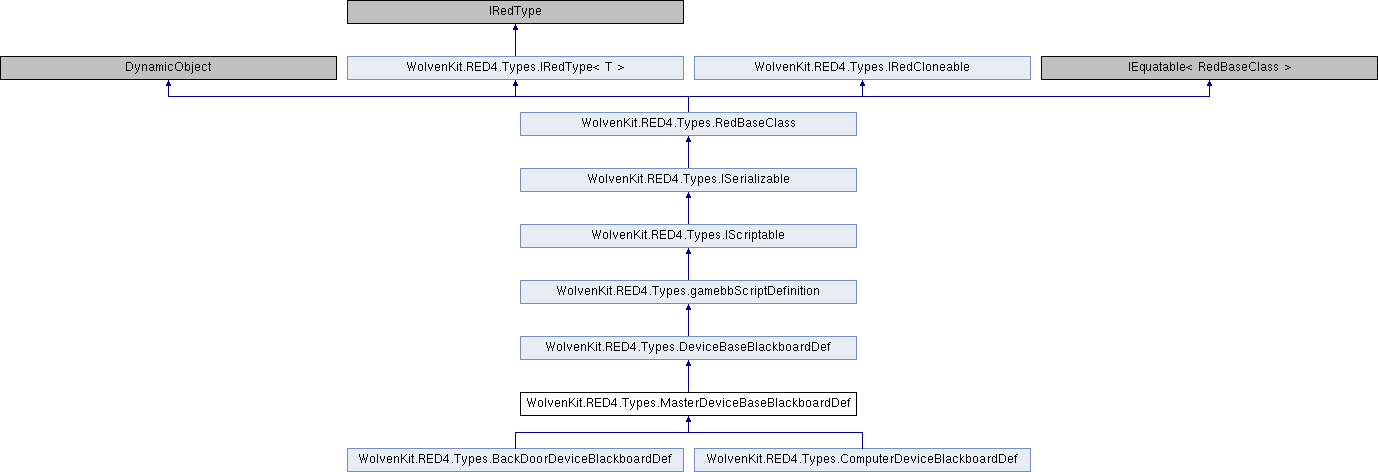 IRedType
DynamicObject
WolvenKit.RED4.Types.IRedType< T >
WolvenKit.RED4.Types.IRedCloneable
IEquatable< RedBaseClass >
WolvenKit.RED4.Types.RedBaseClass
WolvenKit.RED4.Types.ISerializable
WolvenKit.RED4.Types.IScriptable
WolvenKit.RED4.Types.gamebbScriptDefinition
WolvenKit.RED4.Types.DeviceBaseBlackboardDef
WolvenKit.RED4.Types.MasterDeviceBaseBlackboardDef
WolvenKit.RED4.Types.BackDoorDeviceBlackboardDef
WolvenKit.RED4.Types.ComputerDeviceBlackboardDef